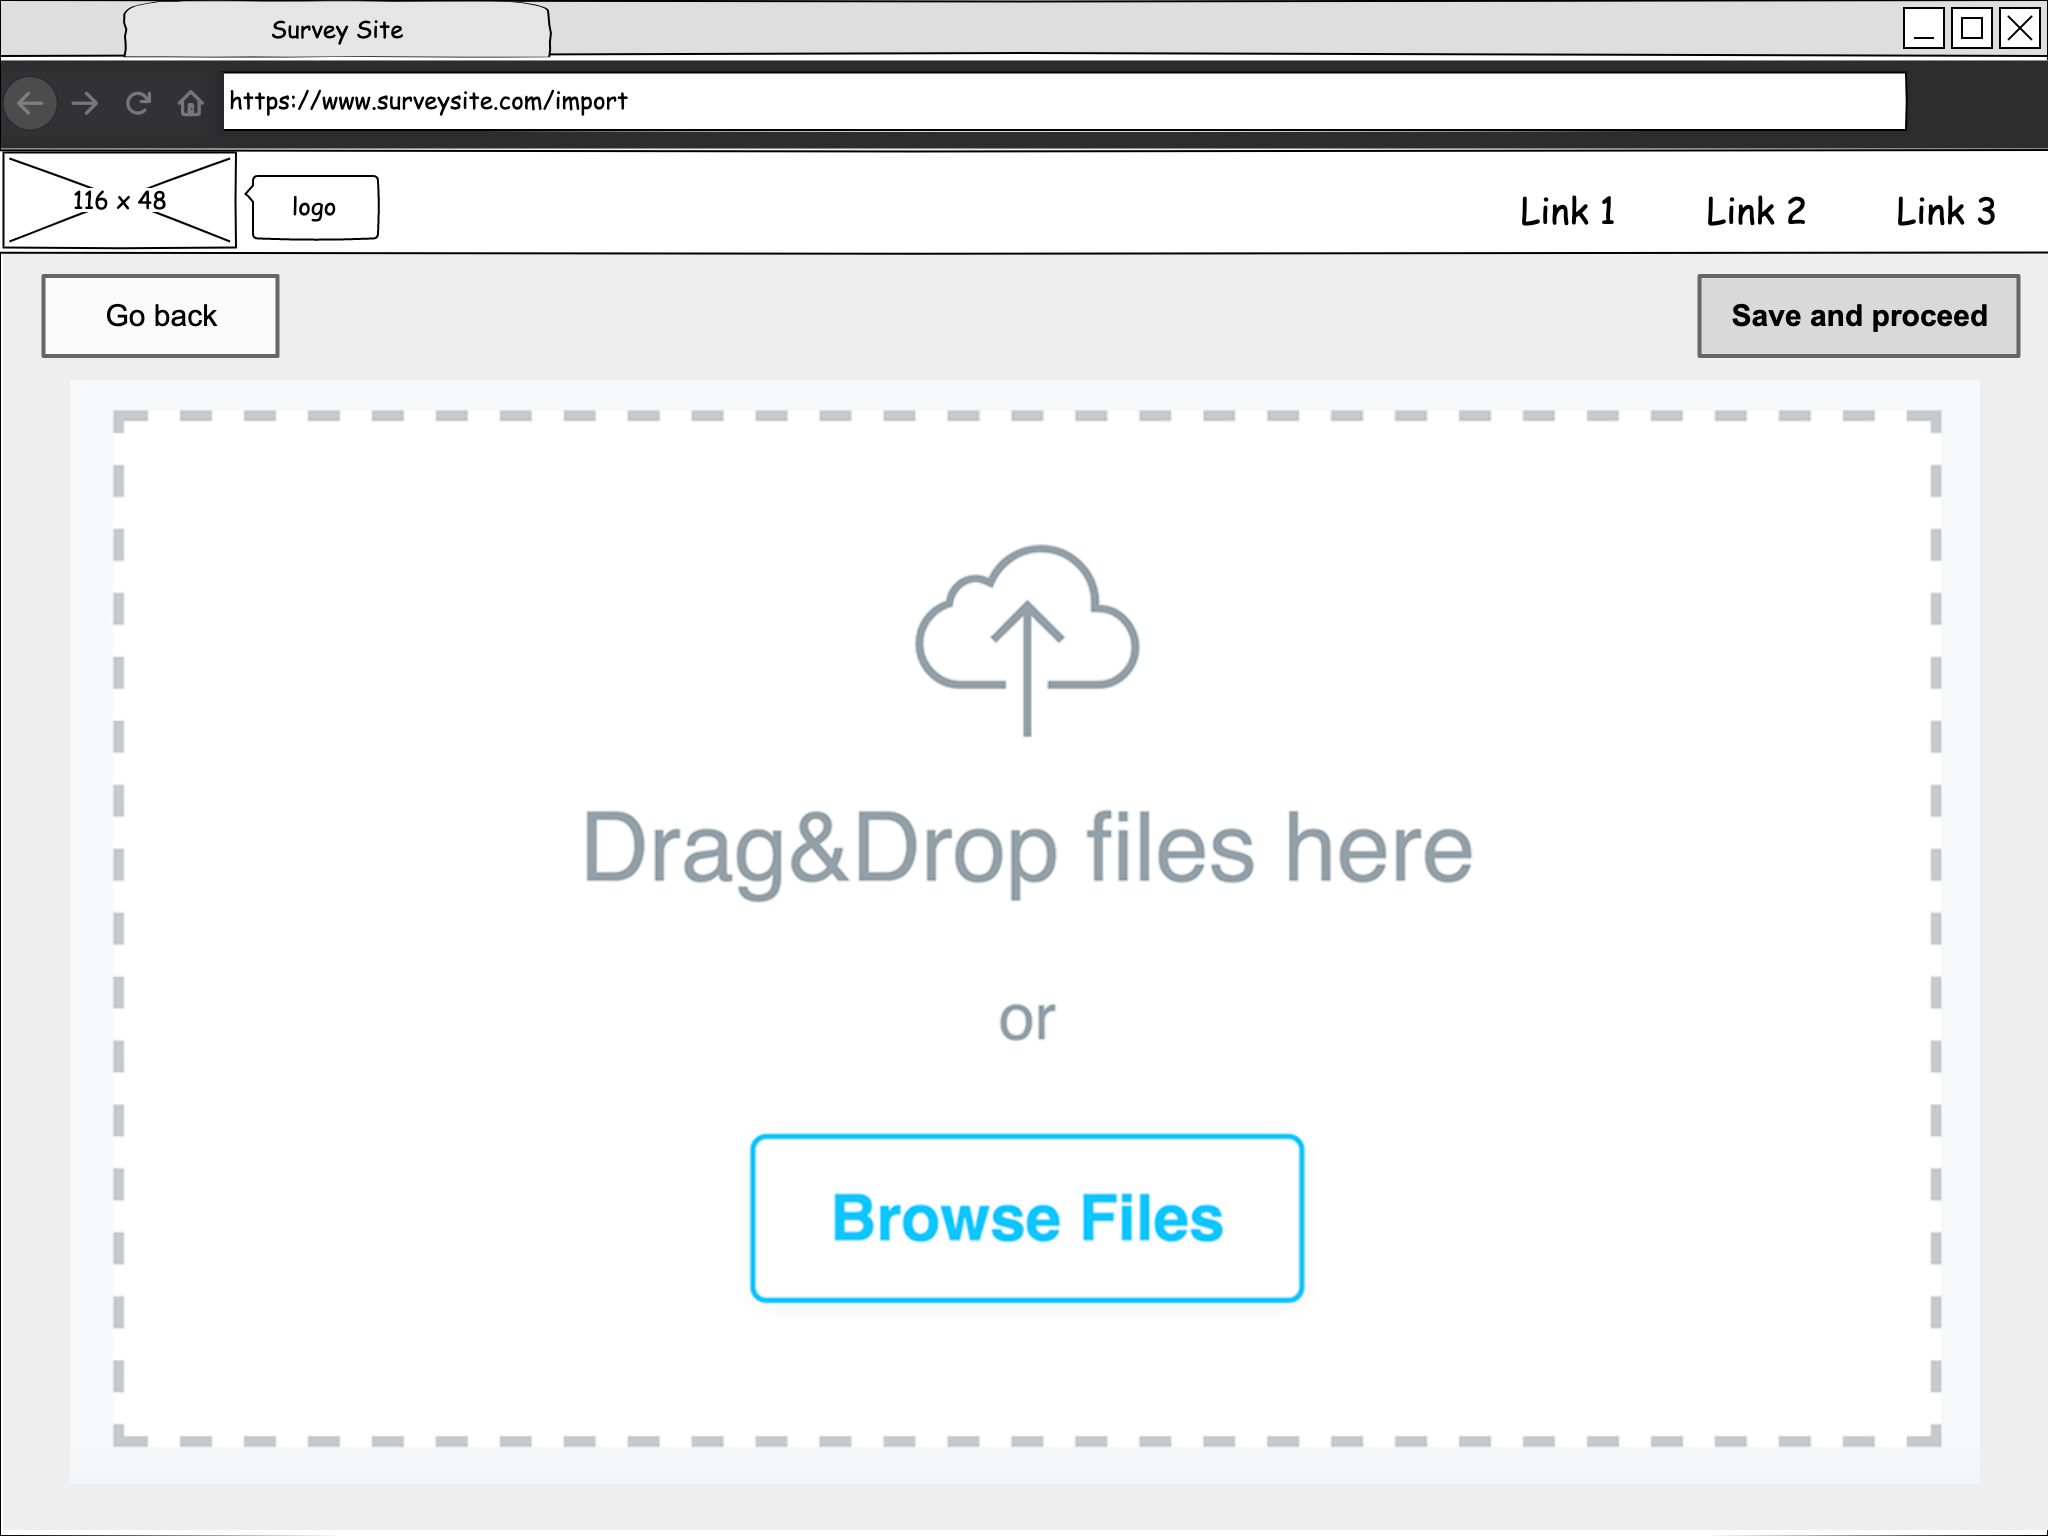 Survey Site
https://www.surveysite.com/import
116 x 48
logo
Link 1
Link 2
Link 3
Go back
Save and proceed
Drag&Drop files here
or
Browse Files